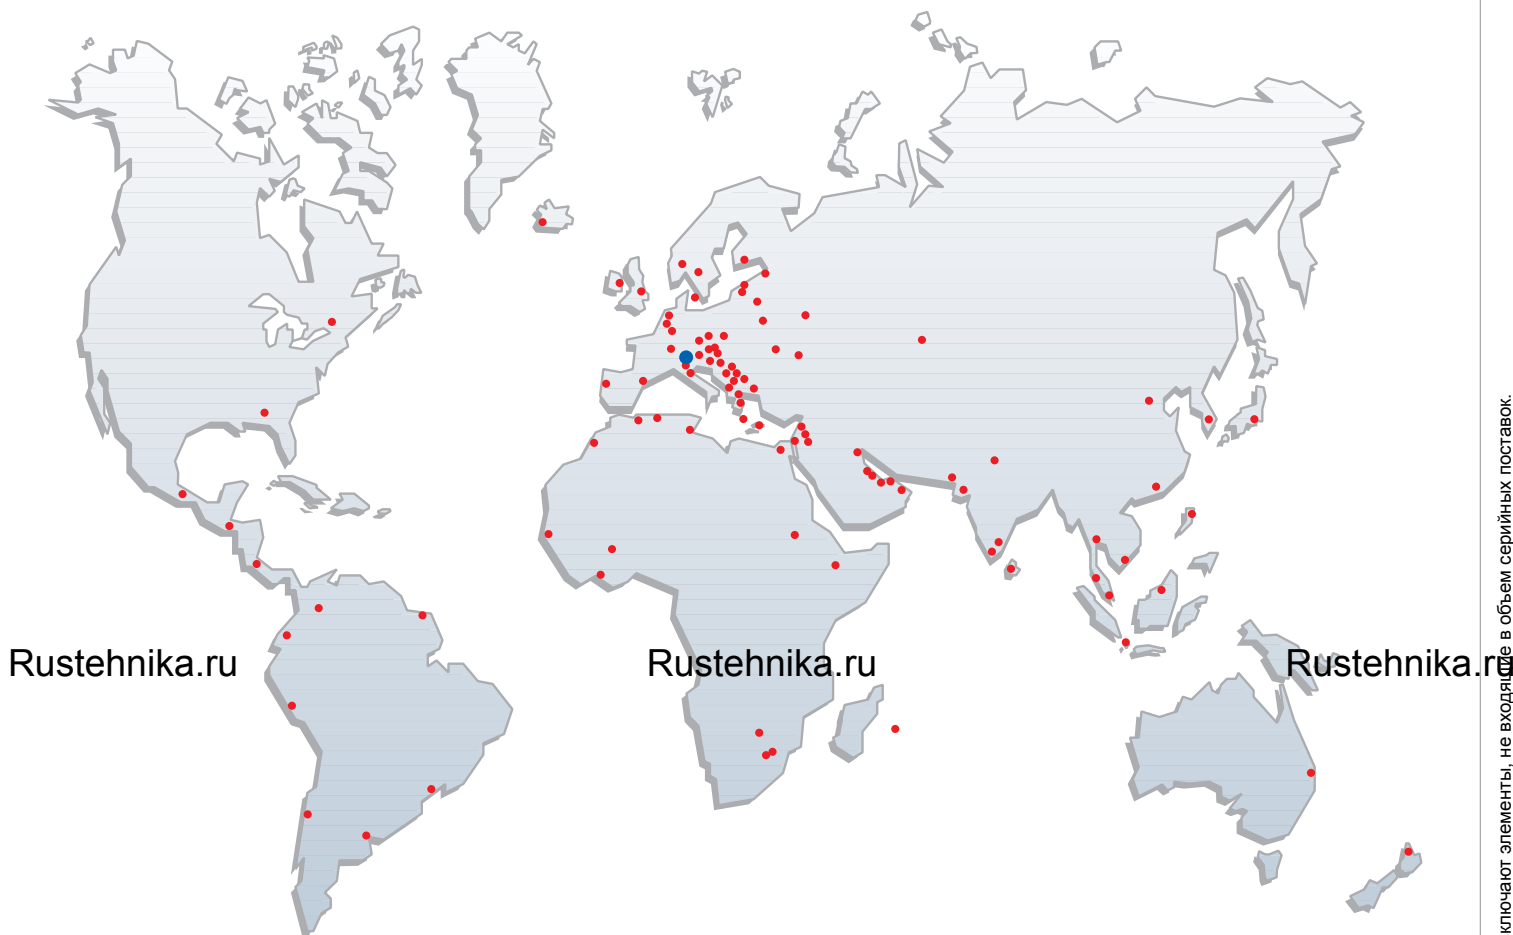 Rustehnika.ru
Rustehnika.ru
Rustehnika.ru
ключают элементы, не входящие в объем серийных поставок.